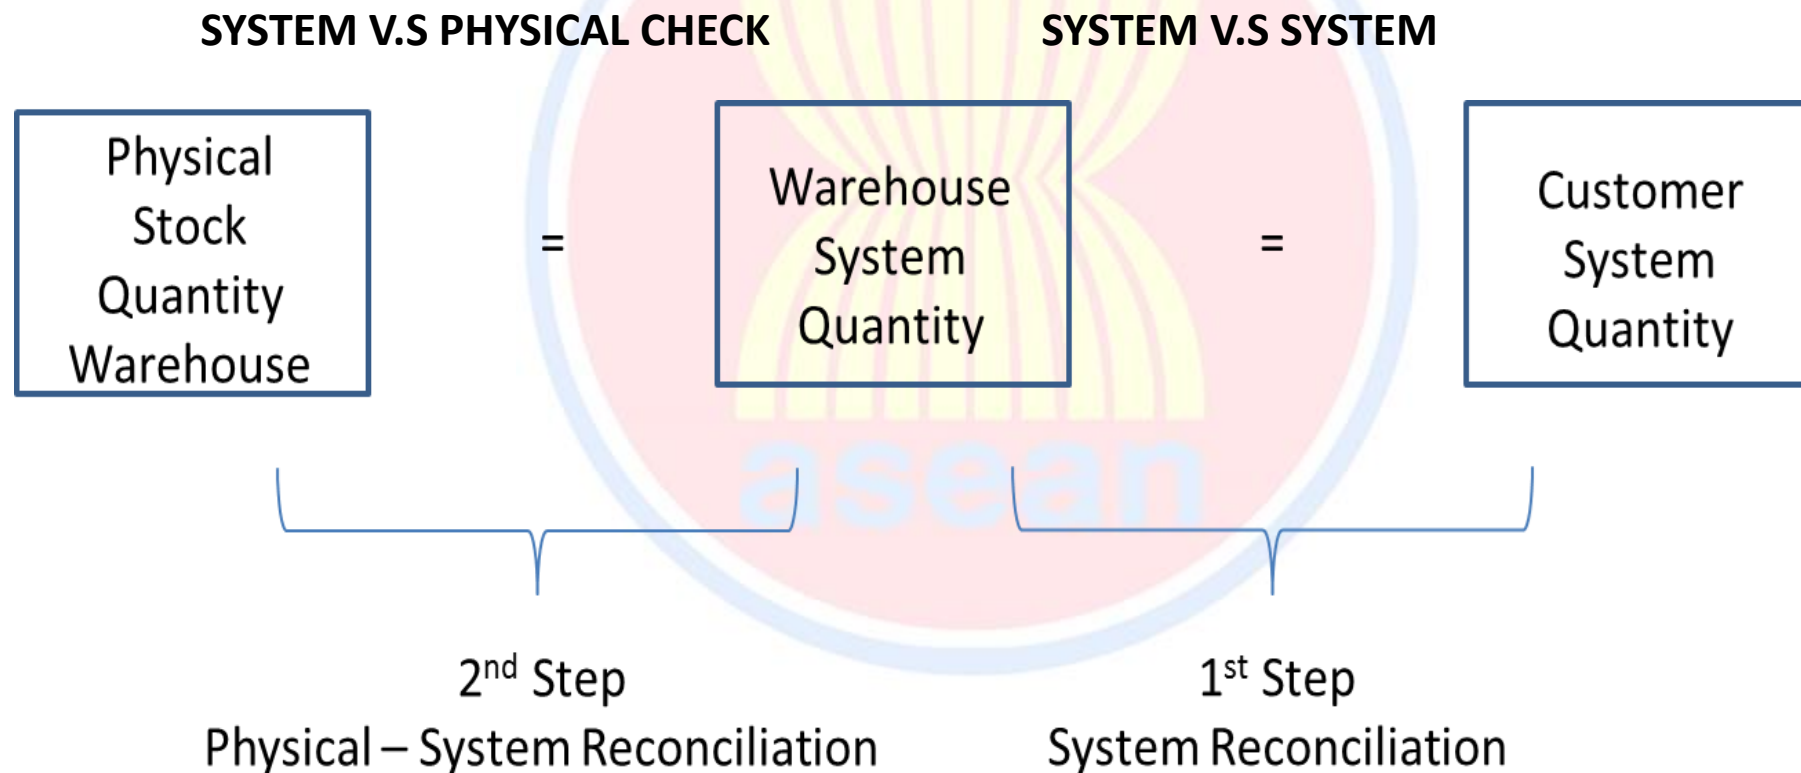 SYSTEM V.S PHYSICAL CHECK
SYSTEM V.S SYSTEM
Physical
Stock
Quantity
Warehouse
=
Warehouse
System
Quantity
=
Customer
System
Quantity
asean
2nd Step
Physical – System Reconciliation
1st Step
System Reconciliation